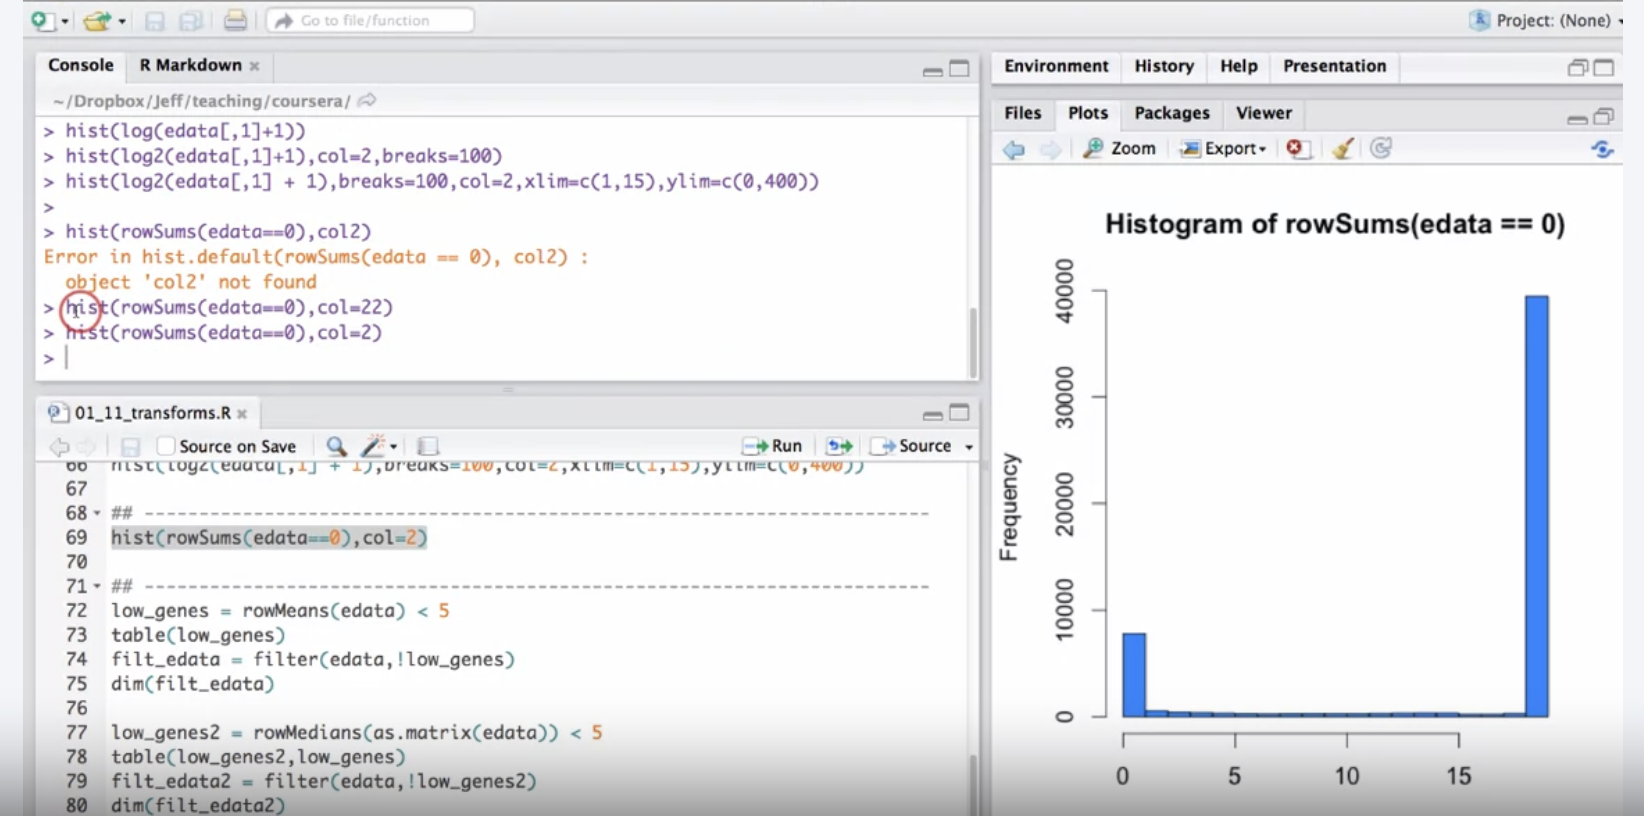 Go to file/function
Project: (None)
Console
R Markdown
~/Dropbox/Jeff/teaching/coursera/
> hist(log(edata[,1]+1))
> hist(log2(edata[,1]+1),col=2,breaks=100)
> hist(log2(edata[,1] + 1),breaks=100,col=2,xlim=c(1,15),ylim=c(0,400))
>
> hist(rowSums(edata==0),col2)
Error in hist.default(rowSums(edata == 0), col2) :
object 'col2' not found
> hist(rowSums(edata==0),col=22)
> hist(rowSums(edata==0),col=2)
>
01_11_transforms.R
Source on Save
Run
Source
66 hist(log2(edata[,1] + 1),breaks=100,col=2,xlim=c(1,15),ylim=c(0,400))
67
68 ## --------------------------------------------------------------------------
69 hist(rowSums(edata==0),col=2)
70
71 ## --------------------------------------------------------------------------
72 low_genes = rowMeans(edata) < 5
73 table(low_genes)
74 filt_edata = filter(edata,!low_genes)
75 dim(filt_edata)
76
77 low_genes2 = rowMedians(as.matrix(edata)) < 5
78 table(low_genes2,low_genes)
79 filt_edata2 = filter(edata,!low_genes2)
80 dim(filt_edata2)
Environment
History
Help
Presentation
Files
Plots
Packages
Viewer
Zoom
Export
Histogram of rowSums(edata == 0)
Frequency
40000
30000
20000
10000
0
0 5 10 15